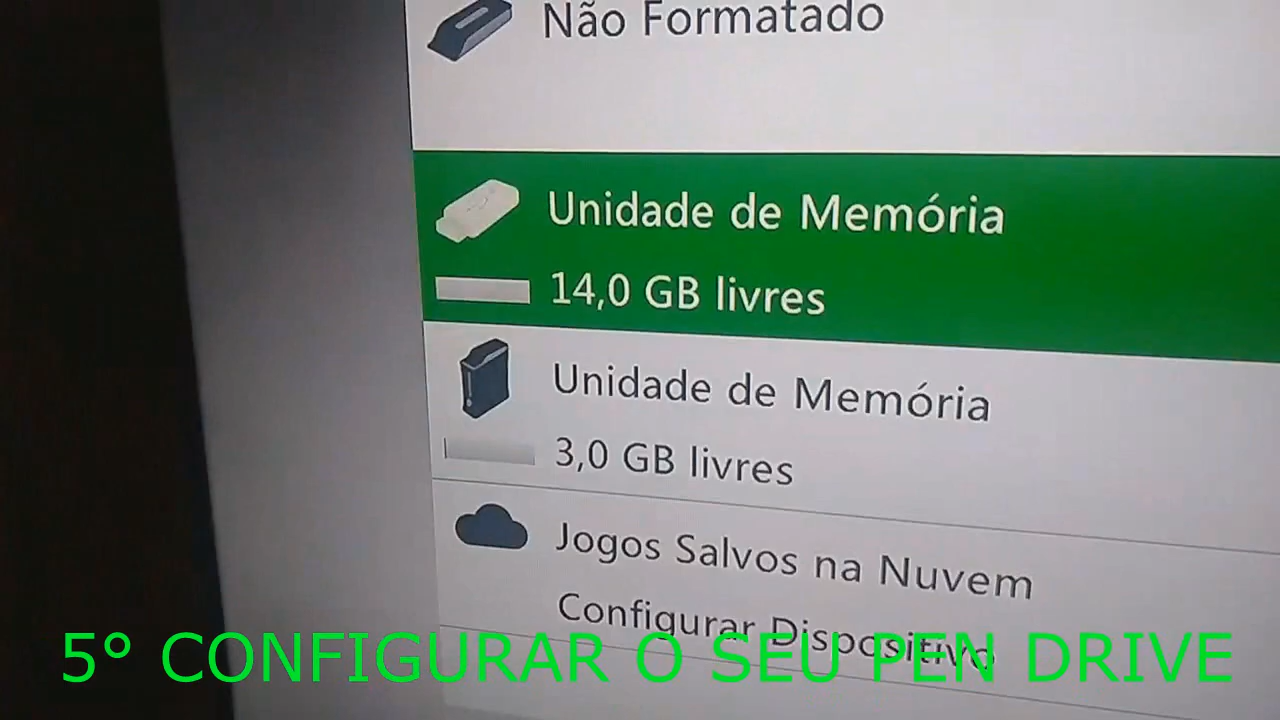 Não Formatado
Unidade de Memória
14,0 GB livres
Unidade de Memória
3,0 GB livres
Jogos Salvos na Nuvem
Configurar Dispositivo
5° CONFIGURAR O SEU PEN DRIVE